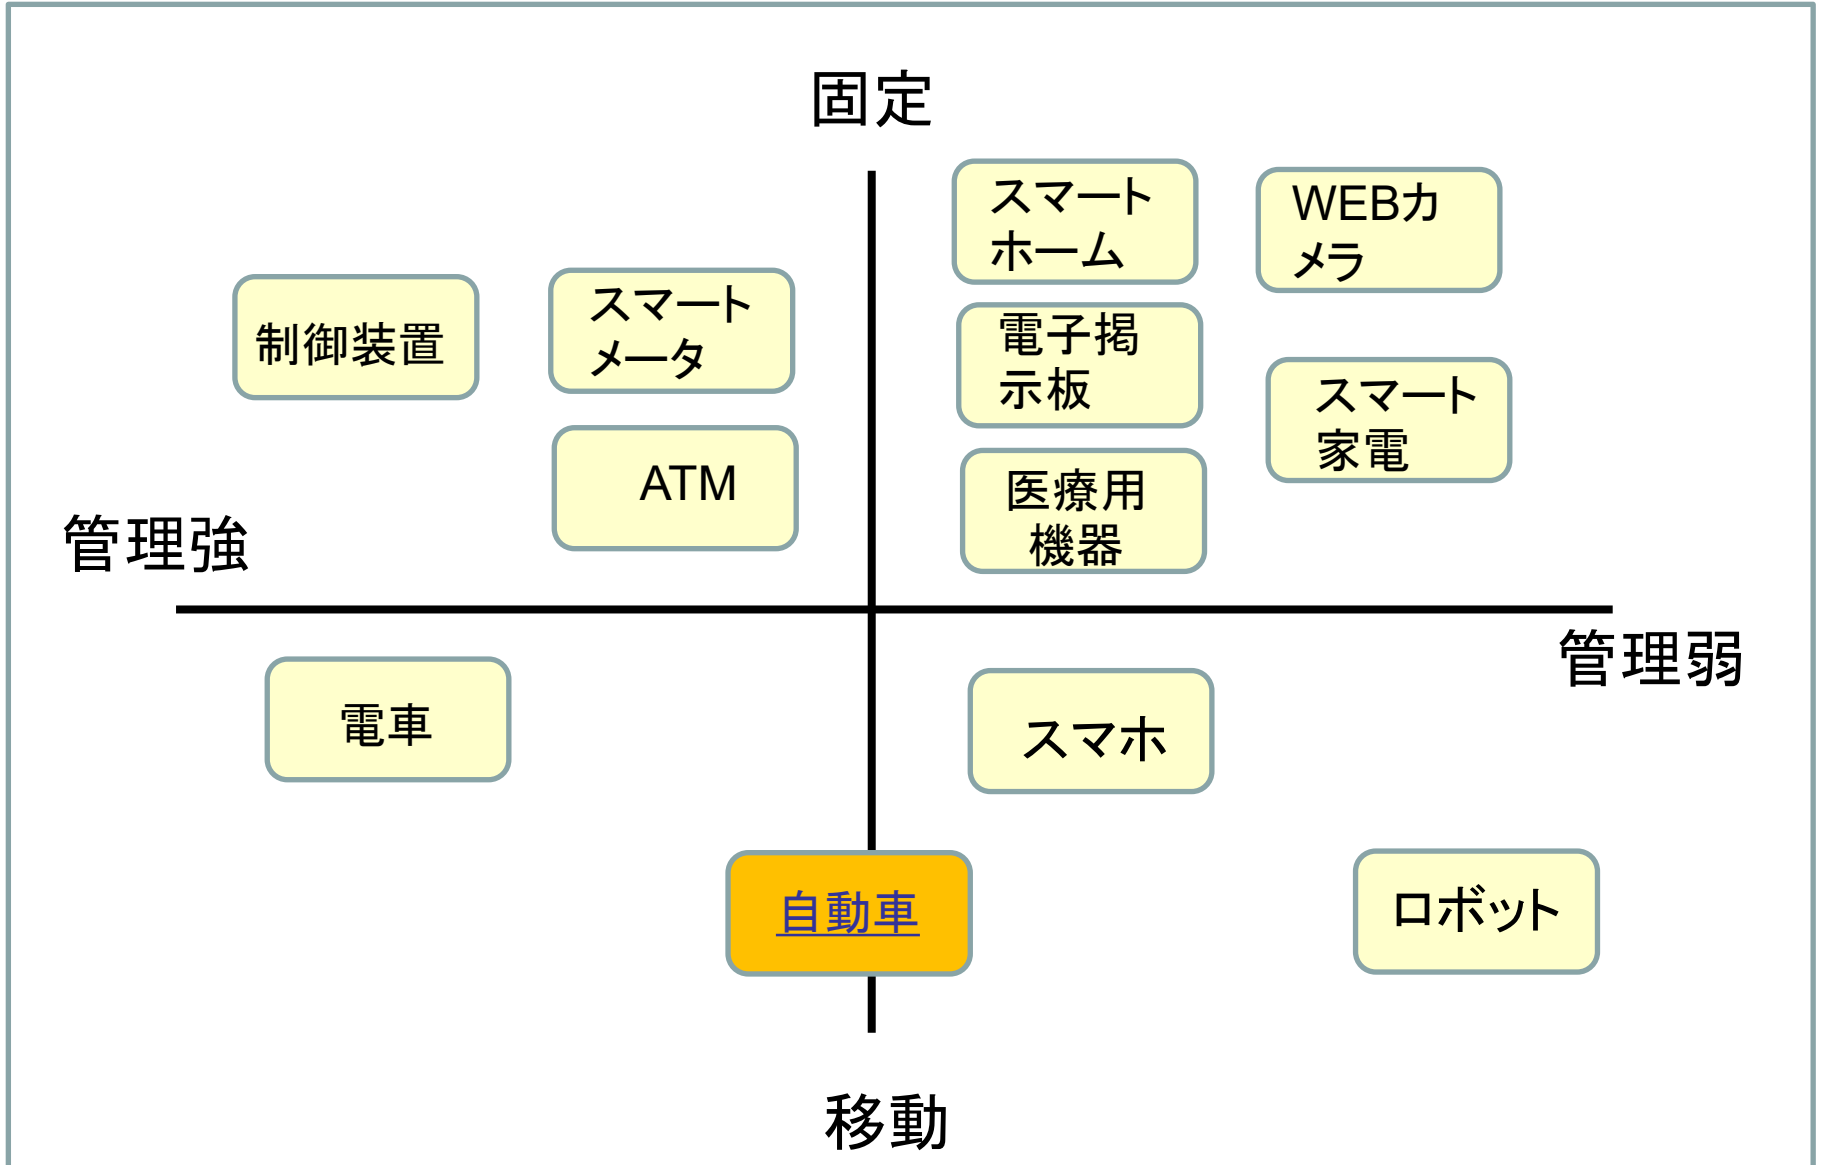 固定
スマート
ホーム
WEBカ
メラ
制御装置
スマート
メータ
電子掲
示板
スマート
家電
ATM
医療用
機器
管理強
管理弱
電車
スマホ
自動車
ロボット
移動